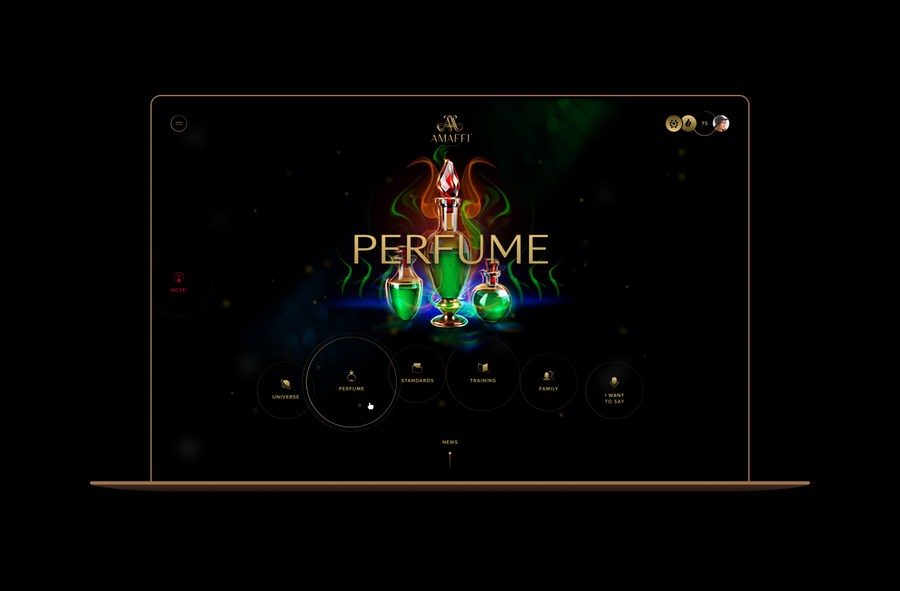 AMAFFI
75
PERFUME
NOTE!
UNIVERSE
PERFUME
STANDARDS
TRAINING
FAMILY
I WANT
TO SAY
NEWS